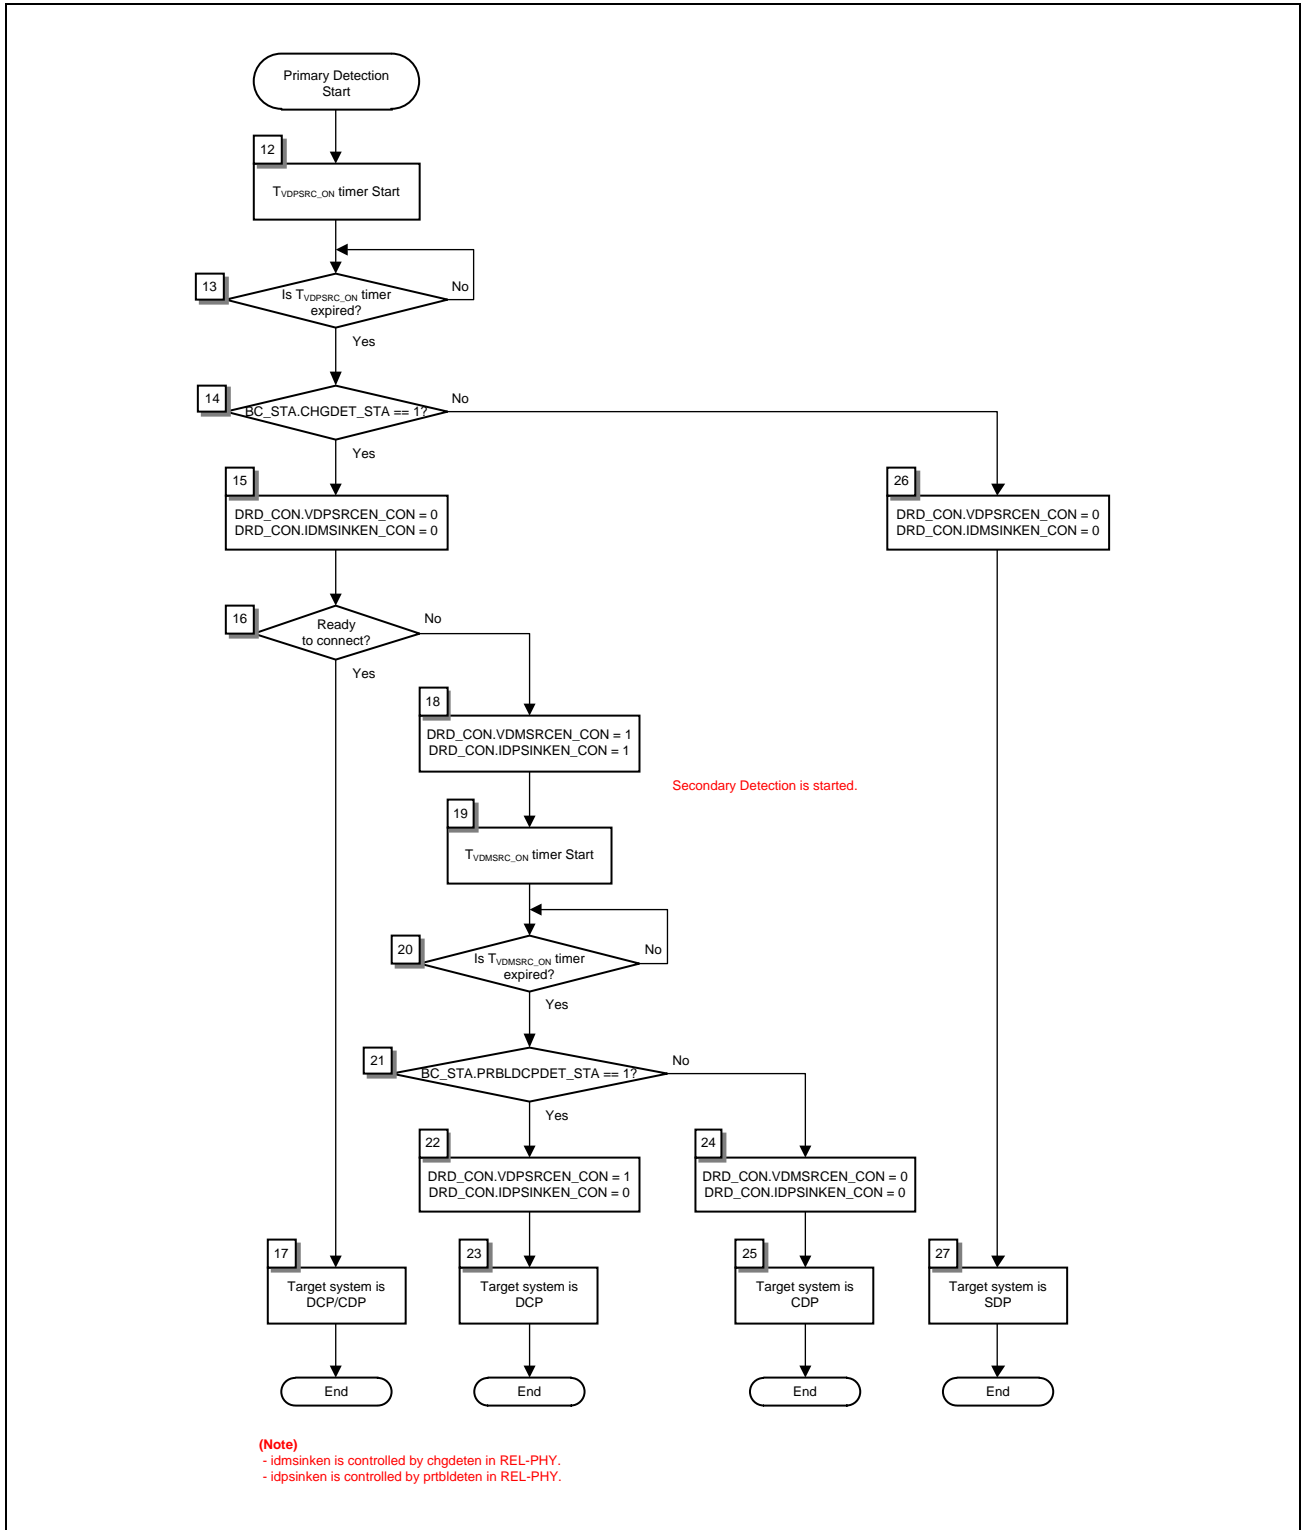 Primary Detection
Start
12
TVDPSRC_ON timer Start
13
Is TVDPSRC_ON timer
expired?
No
Yes
14
BC_STA.CHGDET_STA == 1?
No
Yes
15
DRD_CON.VDPSRCEN_CON = 0
DRD_CON.IDMSINKEN_CON = 0
26
DRD_CON.VDPSRCEN_CON = 0
DRD_CON.IDMSINKEN_CON = 0
16
Ready
to connect?
No
Yes
18
DRD_CON.VDMSRCEN_CON = 1
DRD_CON.IDPSINKEN_CON = 1
Secondary Detection is started.
19
TVDMSRC_ON timer Start
20
Is TVDMSRC_ON timer
expired?
No
Yes
21
BC_STA.PRBLDCPDET_STA == 1?
No
Yes
22
DRD_CON.VDPSRCEN_CON = 1
DRD_CON.IDPSINKEN_CON = 0
24
DRD_CON.VDMSRCEN_CON = 0
DRD_CON.IDPSINKEN_CON = 0
17
Target system is
DCP/CDP
23
Target system is
DCP
25
Target system is
CDP
27
Target system is
SDP
End
End
End
End
(Note)
- idmsinken is controlled by chgdeten in REL-PHY.
- idpsinken is controlled by prtbldeten in REL-PHY.